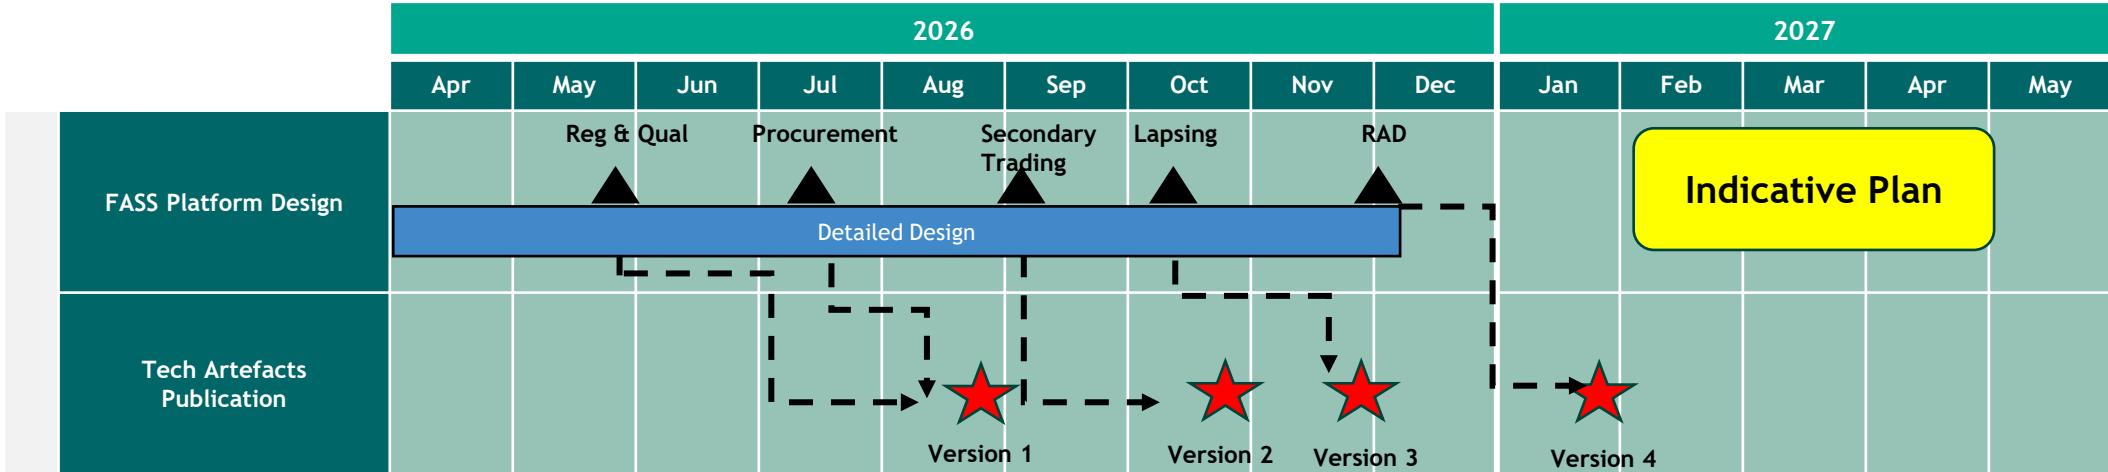 2026
2027
Apr
May
Jun
Jul
Aug
Sep
Oct
Nov
Dec
Jan
Feb
Mar
Apr
May
FASS Platform Design
Reg & Qual
Procurement
Secondary
Trading
Lapsing
RAD
Indicative Plan
Detailed Design
Tech Artefacts
Publication
Version 1
Version 2
Version 3
Version 4